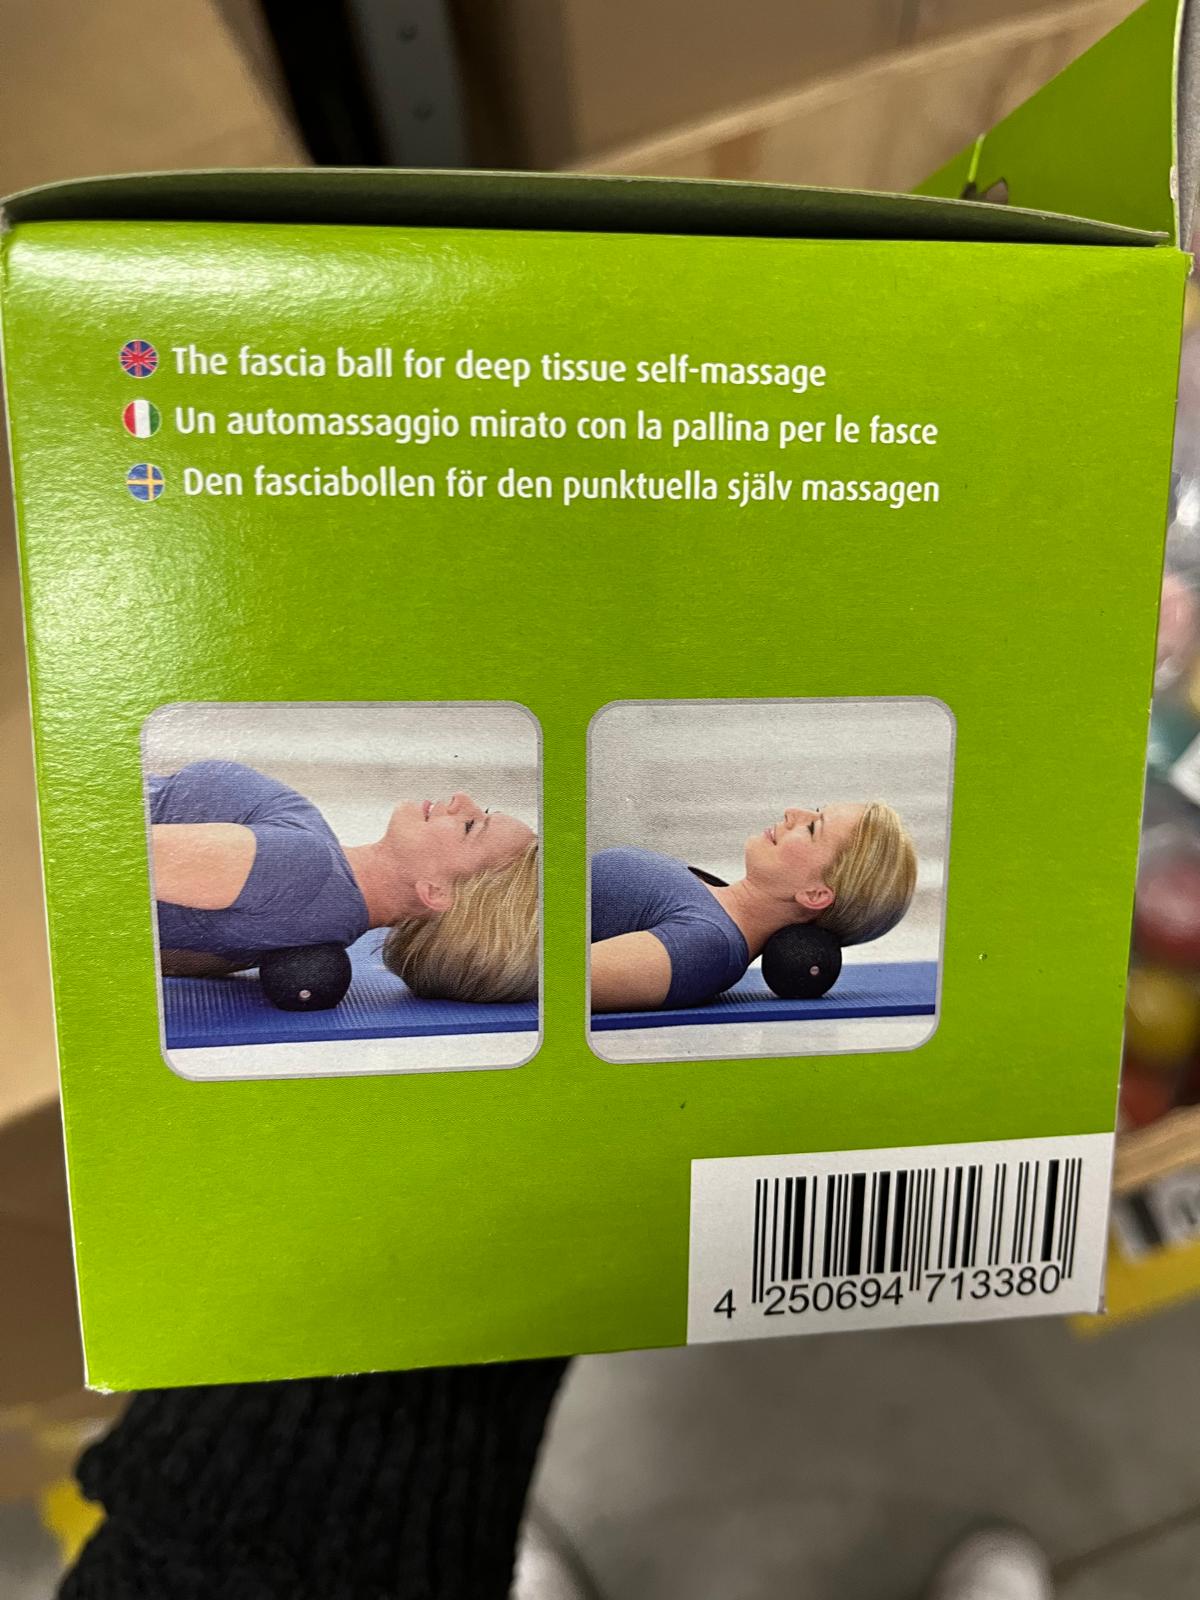 The fascia ball for deep tissue self-massage
Un automassaggio mirato con la pallina per le fasce
Den fasciabollen för den punktuella själv massagen
4 250694 713380